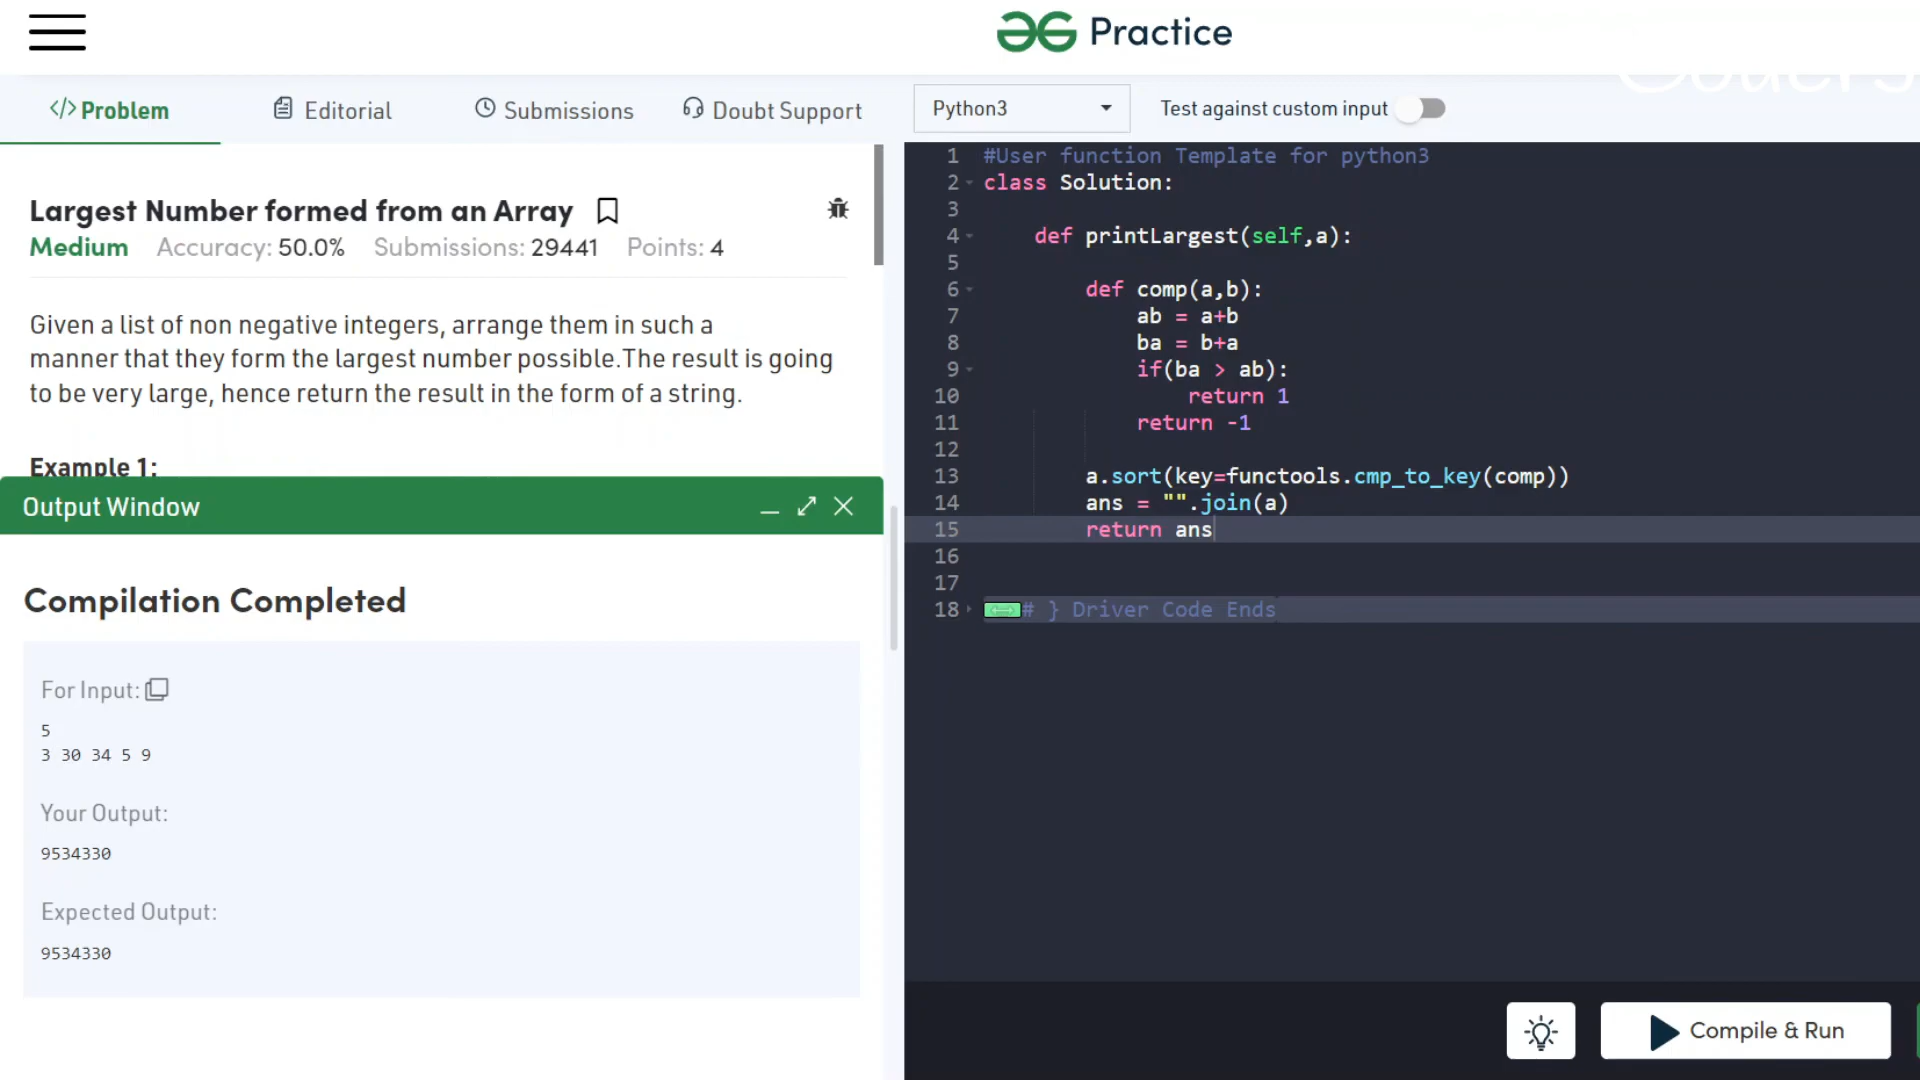 Practice
</> Problem
Editorial
Submissions
Doubt Support
Python3
Test against custom input
Largest Number formed from an Array
Medium Accuracy: 50.0% Submissions: 29441 Points: 4
Given a list of non negative integers, arrange them in such a
manner that they form the largest number possible.The result is going
to be very large, hence return the result in the form of a string.
Example 1:
Output Window
Compilation Completed
For Input:
5
3 30 34 5 9
Your Output:
9534330
Expected Output:
9534330
1 #User function Template for python3
2 class Solution:
3
4 def printLargest(self,a):
5
6 def comp(a,b):
7 ab = a+b
8 ba = b+a
9 if(ba > ab):
10 return 1
11 return -1
12
13 a.sort(key=functools.cmp_to_key(comp))
14 ans = "".join(a)
15 return ans
16
17
18 # } Driver Code Ends
Compile & Run